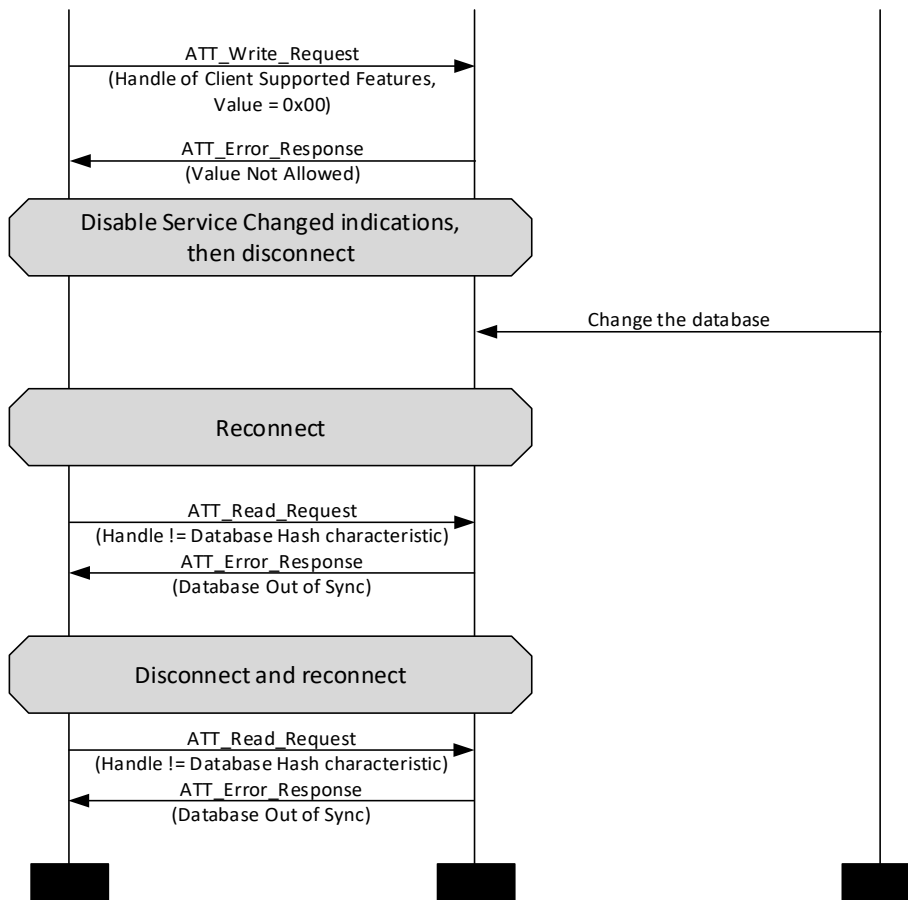 ATT_Write_Request
(Handle of Client Supported Features,
Value = 0x00)
ATT_Error_Response
(Value Not Allowed)
Disable Service Changed indications,
then disconnect
Change the database
Reconnect
ATT_Read_Request
(Handle != Database Hash characteristic)
ATT_Error_Response
(Database Out of Sync)
Disconnect and reconnect
ATT_Read_Request
(Handle != Database Hash characteristic)
ATT_Error_Response
(Database Out of Sync)